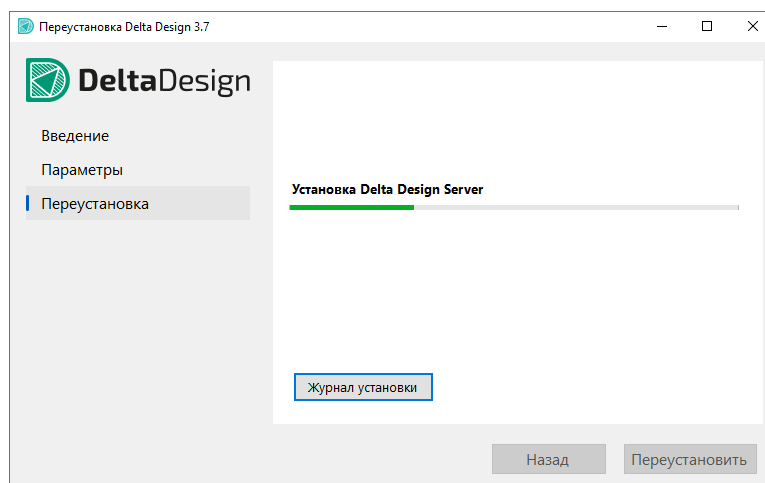 Переустановка Delta Design 3.7
DeltaDesign
Введение
Параметры
Переустановка
Установка Delta Design Server
Журнал установки
Назад
Переустановить